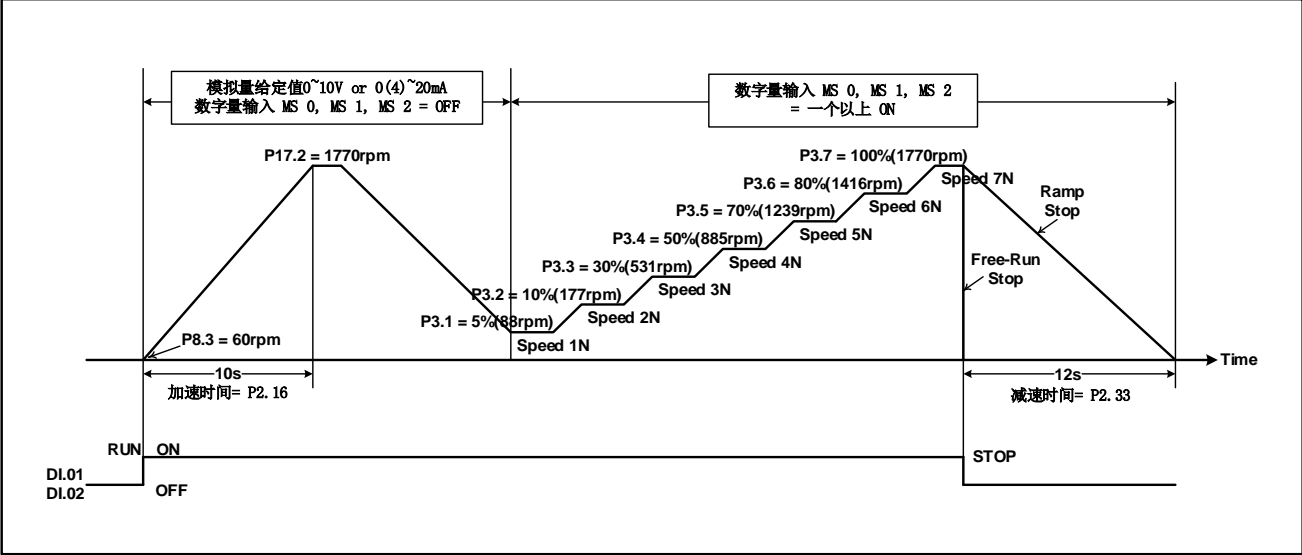 模拟量给定值0~10V or 0(4)~20mA
数字量输入 MS 0, MS 1, MS 2 = OFF
数字量输入 MS 0, MS 1, MS 2
= 一个以上 ON
P17.2 = 1770rpm
P3.7 = 100%(1770rpm)
Speed 7N
P3.6 = 80%(1416rpm)
Speed 6N
Ramp
Stop
P3.5 = 70%(1239rpm)
Speed 5N
P3.4 = 50%(885rpm)
Speed 4N
Free-Run
Stop
P3.3 = 30%(531rpm)
Speed 3N
P3.2 = 10%(177rpm)
Speed 2N
P3.1 = 5%(88rpm)
Speed 1N
P8.3 = 60rpm
Time
10s
加速时间= P2.16
12s
减速时间= P2.33
RUN
ON
STOP
DI.01
DI.02
OFF